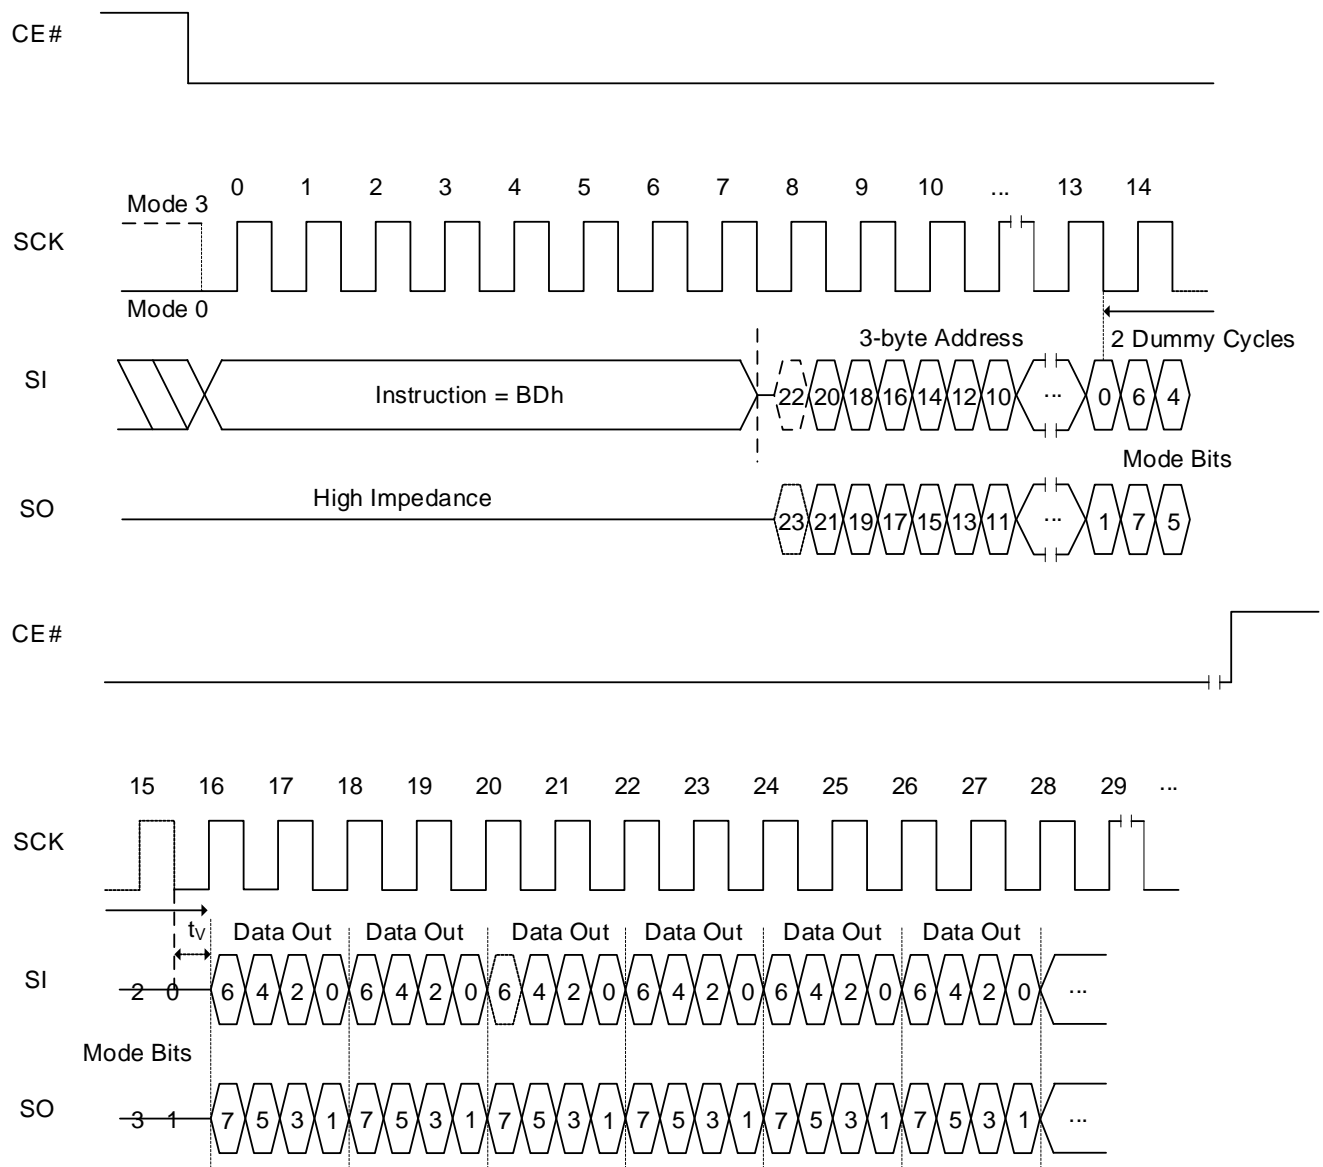 CE#
0 1 2 3 4 5 6 7 8 9 10 ... 13 14
Mode 3
SCK
Mode 0
3-byte Address 2 Dummy Cycles
SI Instruction = BDh 22 20 18 16 14 12 10 ... 0 6 4
Mode Bits
SO High Impedance 23 21 19 17 15 13 11 ... 1 7 5
CE#
15 16 17 18 19 20 21 22 23 24 25 26 27 28 29 ...
SCK
tV Data Out Data Out Data Out Data Out Data Out Data Out
SI 2 0 6 4 2 0 6 4 2 0 6 4 2 0 6 4 2 0 6 4 2 0 6 4 2 0 ...
Mode Bits
SO 3 1 7 5 3 1 7 5 3 1 7 5 3 1 7 5 3 1 7 5 3 1 7 5 3 1 ...